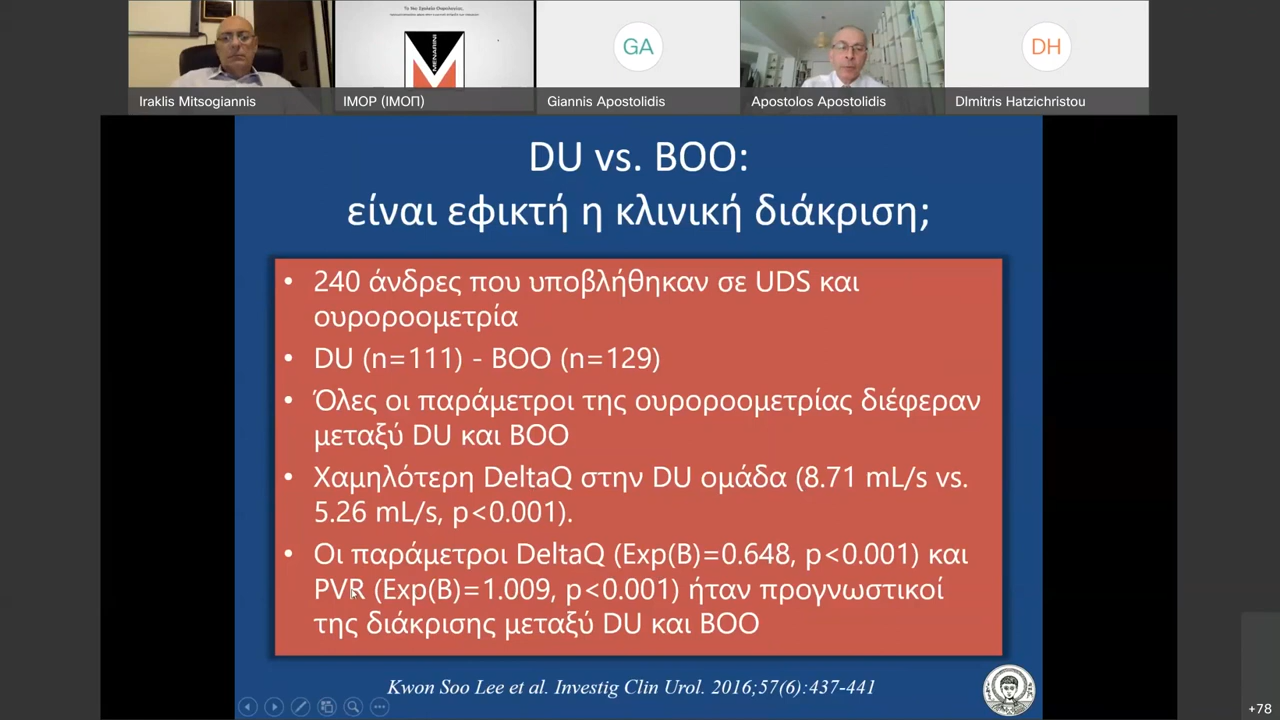 MENARINI
GA
DH
Iraklis Mitsogiannis
IMOP (ΙΜΟΠ)
Giannis Apostolidis
Apostolos Apostolidis
DImitris Hatzichristou
DU vs. BOO:
είναι εφικτή η κλινική διάκριση;
• 240 άνδρες που υποβλήθηκαν σε UDS και
ουροροομετρία
• DU (n=111) - BOO (n=129)
• Όλες οι παράμετροι της ουροροομετρίας διέφεραν
μεταξύ DU και BOO
• Χαμηλότερη DeltaQ στην DU ομάδα (8.71 mL/s vs.
5.26 mL/s, p<0.001).
• Οι παράμετροι DeltaQ (Exp(B)=0.648, p<0.001) και
PVR (Exp(B)=1.009, p<0.001) ήταν προγνωστικοί
της διάκρισης μεταξύ DU και BOO
Kwon Soo Lee et al. Investig Clin Urol. 2016;57(6):437-441
+78